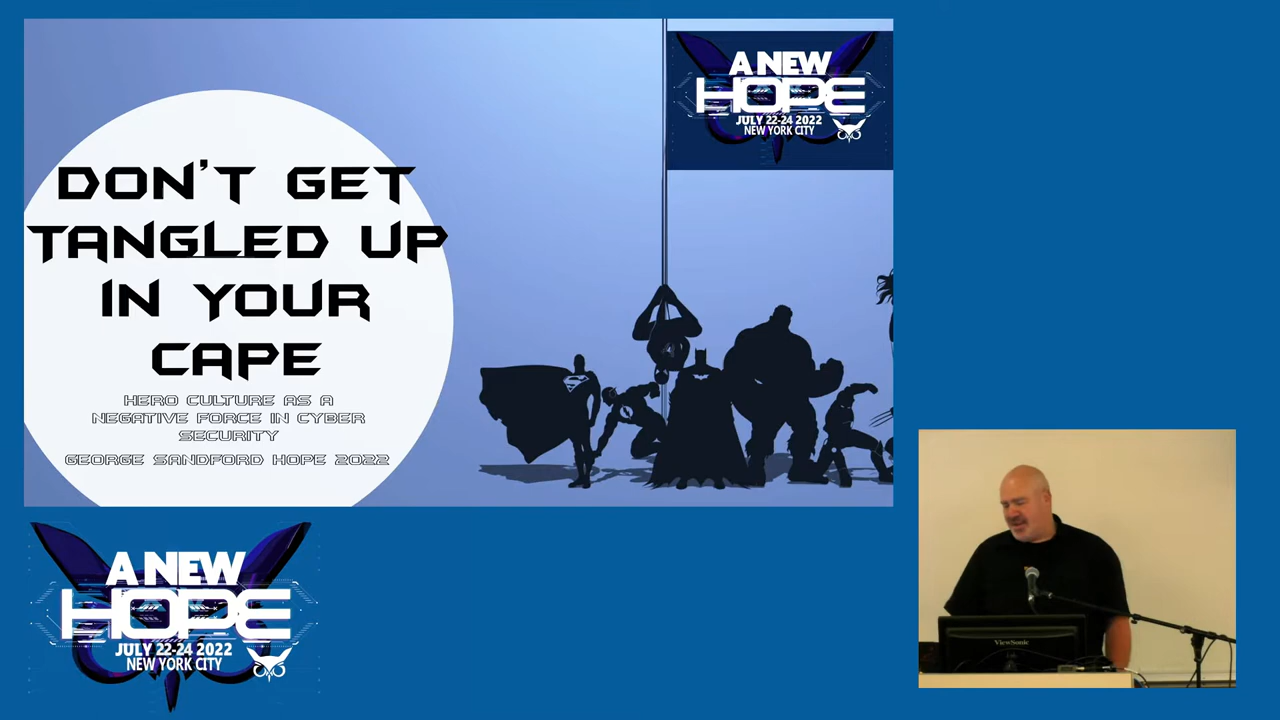 DON'T GET
TANGLED UP
IN YOUR
CAPE
HERO CULTURE AS A
NEGATIVE FORCE IN CYBER
SECURITY
GEORGE SANDFORD HOPE 2022
A NEW
HOPE
JULY 22-24 2022
NEW YORK CITY
A NEW
HOPE
JULY 22-24 2022
NEW YORK CITY
ViewSonic